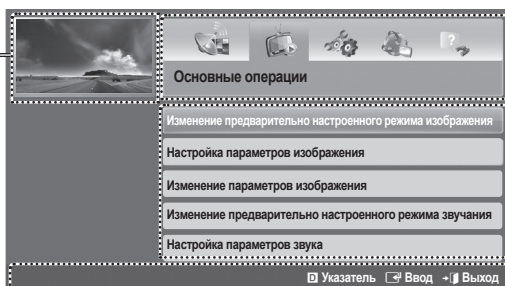 Основные операции
Изменение предварительно настроенного режима изображения
Настройка параметров изображения
Изменение параметров изображения
Изменение предварительно настроенного режима звучания
Настройка параметров звука
D Указатель Ввод Выход